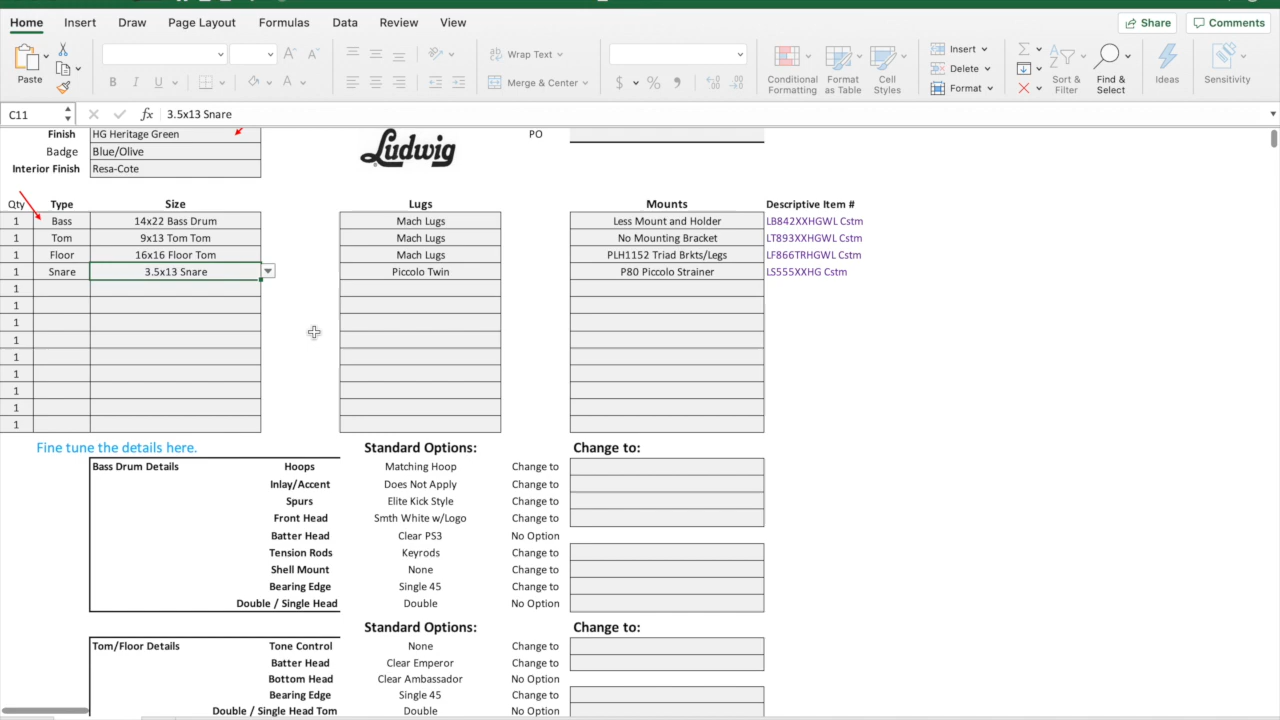 Home Insert Draw Page Layout Formulas Data Review View Share Comments
Paste B I U Wrap Text Merge & Center $ % Conditional Formatting Format as Table Cell Styles Insert Delete Format Sort & Filter Find & Select Ideas Sensitivity
C11 fx 3.5x13 Snare
Finish HG Heritage Green Ludwig PO
Badge Blue/Olive
Interior Finish Resa-Cote
Qty Type Size Lugs Mounts Descriptive Item #
1 Bass 14x22 Bass Drum Mach Lugs Less Mount and Holder LB842XXHGWL Cstm
1 Tom 9x13 Tom Tom Mach Lugs No Mounting Bracket LT893XXHGWL Cstm
1 Floor 16x16 Floor Tom Mach Lugs PLH1152 Triad Brkts/Legs LF866TRHGWL Cstm
1 Snare 3.5x13 Snare Piccolo Twin P80 Piccolo Strainer LS555XXHG Cstm
1
1
1
1
1
1
1
1
1
Fine tune the details here. Standard Options: Change to:
Bass Drum Details Hoops Matching Hoop Change to
Inlay/Accent Does Not Apply Change to
Spurs Elite Kick Style Change to
Front Head Smth White w/Logo Change to
Batter Head Clear PS3 No Option
Tension Rods Keyrods Change to
Shell Mount None Change to
Bearing Edge Single 45 Change to
Double / Single Head Double No Option
Standard Options: Change to:
Tom/Floor Details Tone Control None Change to
Batter Head Clear Emperor Change to
Bottom Head Clear Ambassador No Option
Bearing Edge Single 45 Change to
Double / Single Head Tom Double No Option